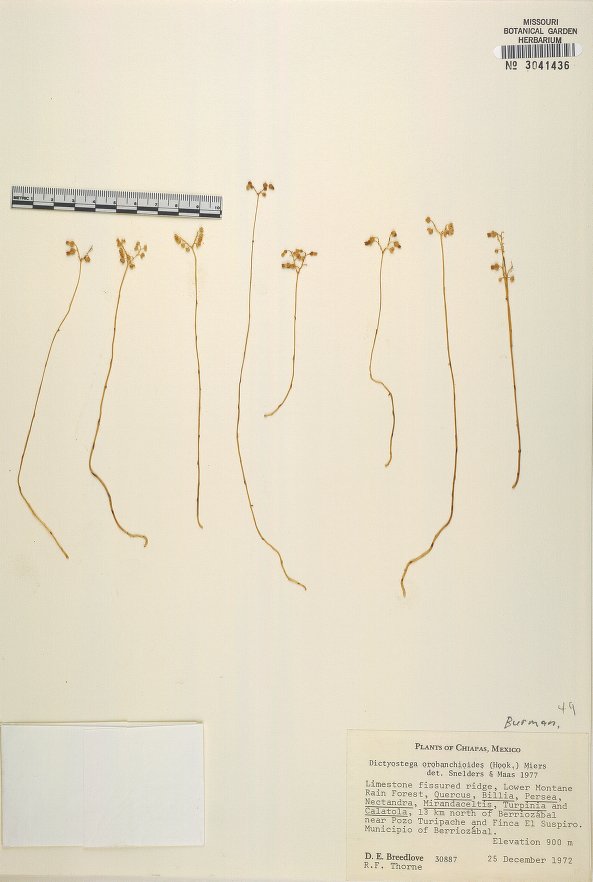 MISSOURI
BOTANICAL GARDEN
HERBARIUM
№ 3041436
METRIC 1 2 3 4 5 6 7 8 9 10
49
Burman.
PLANTS OF CHIAPAS, MEXICO
Dictyostega orobanchioides (Hook.) Miers
det. Snelders & Maas 1977
Limestone fissured ridge, Lower Montane
Rain Forest, Quercus, Billia, Persea,
Nectandra, Mirandaceltis, Turpinia and
Calatola, 13 km north of Berriozábal
near Pozo Turipache and Finca El Suspiro.
Municipio of Berriozábal.
Elevation 900 m
D. E. Breedlove 30887 25 December 1972
R.F. Thorne